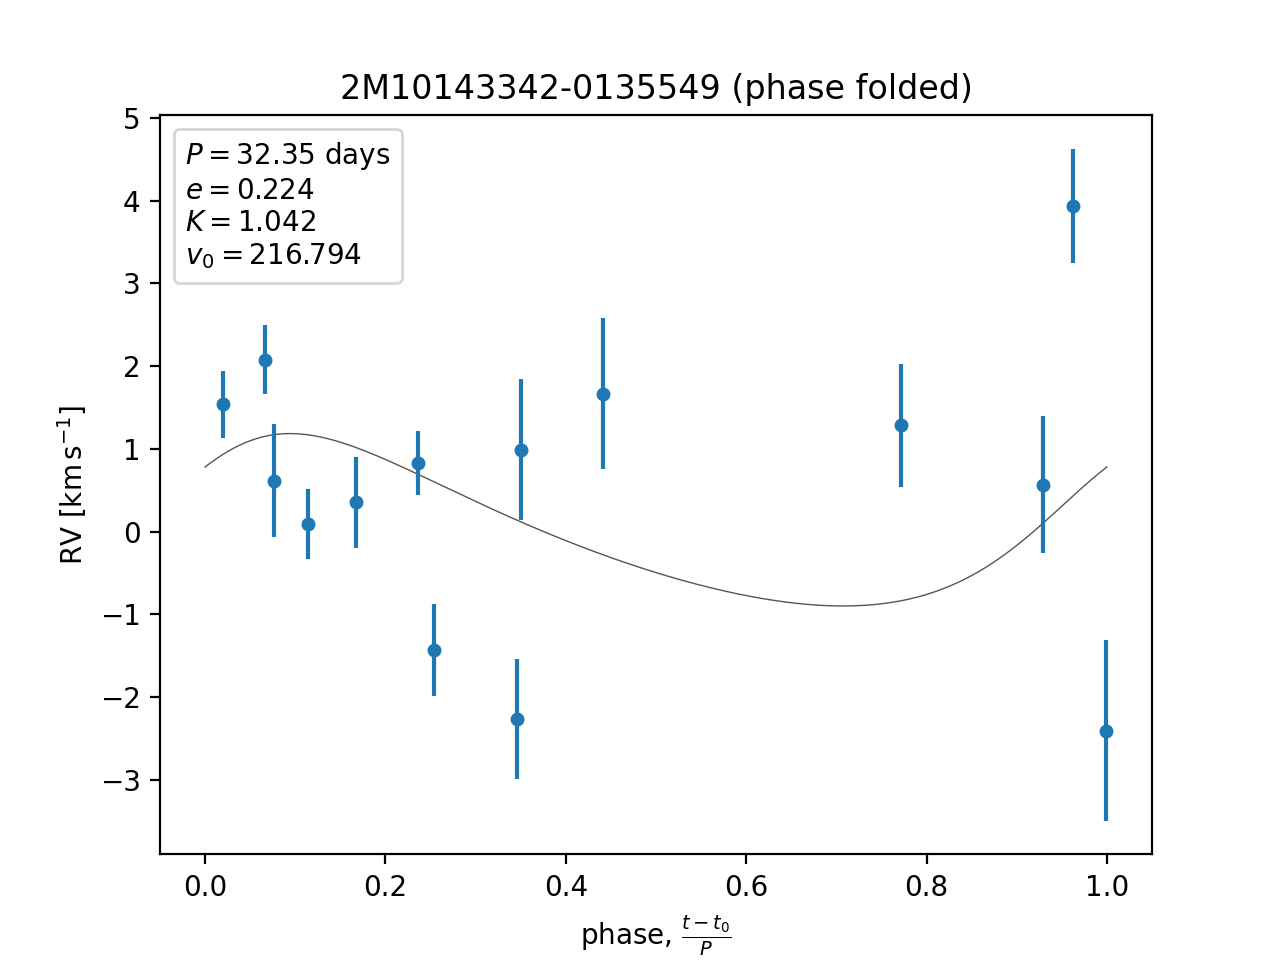 2M10143342-0135549 (phase folded)
P = 32.35 days
e = 0.224
K = 1.042
v₀ = 216.794
5
4
3
2
1
0
−1
−2
−3
RV [km s⁻¹]
0.0 0.2 0.4 0.6 0.8 1.0
phase, (t − t₀)/P